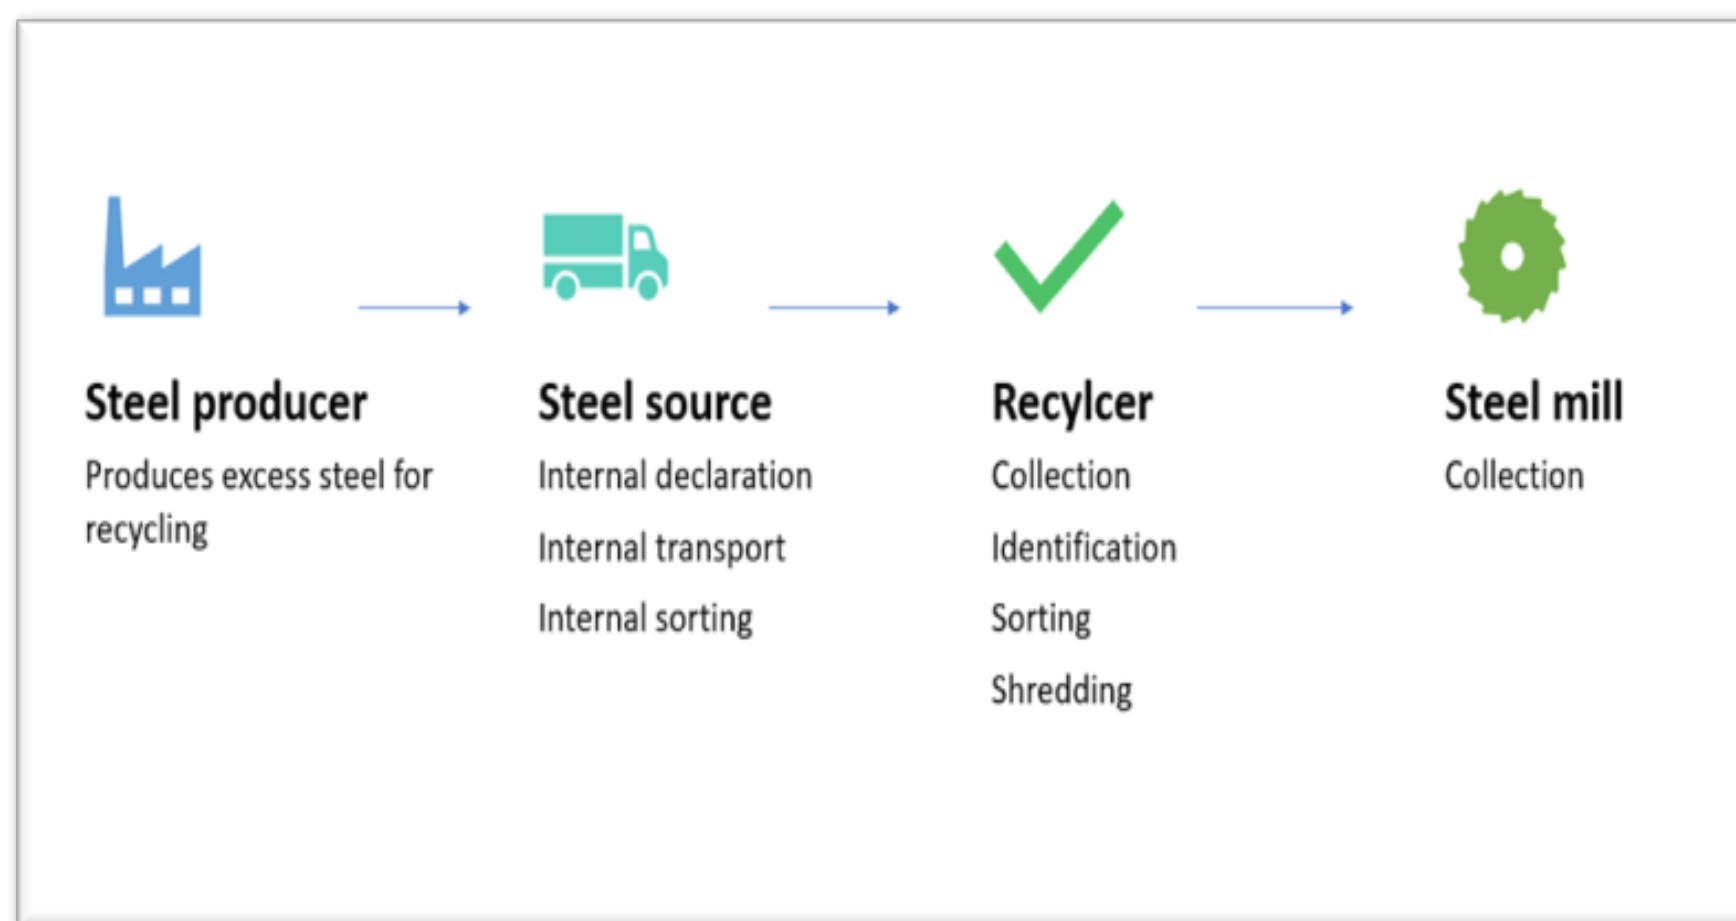 Steel producer
Produces excess steel for
recycling
Steel source
Internal declaration
Internal transport
Internal sorting
Recylcer
Collection
Identification
Sorting
Shredding
Steel mill
Collection